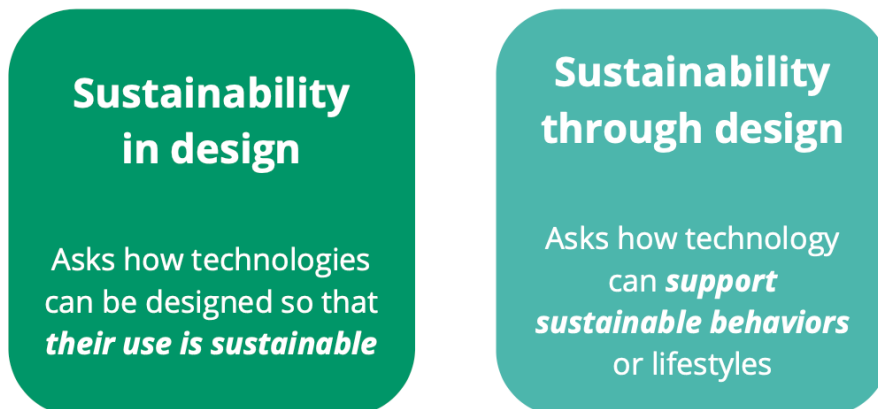 Sustainability
in design
Asks how technologies
can be designed so that
their use is sustainable
Sustainability
through design
Asks how technology
can support
sustainable behaviors
or lifestyles